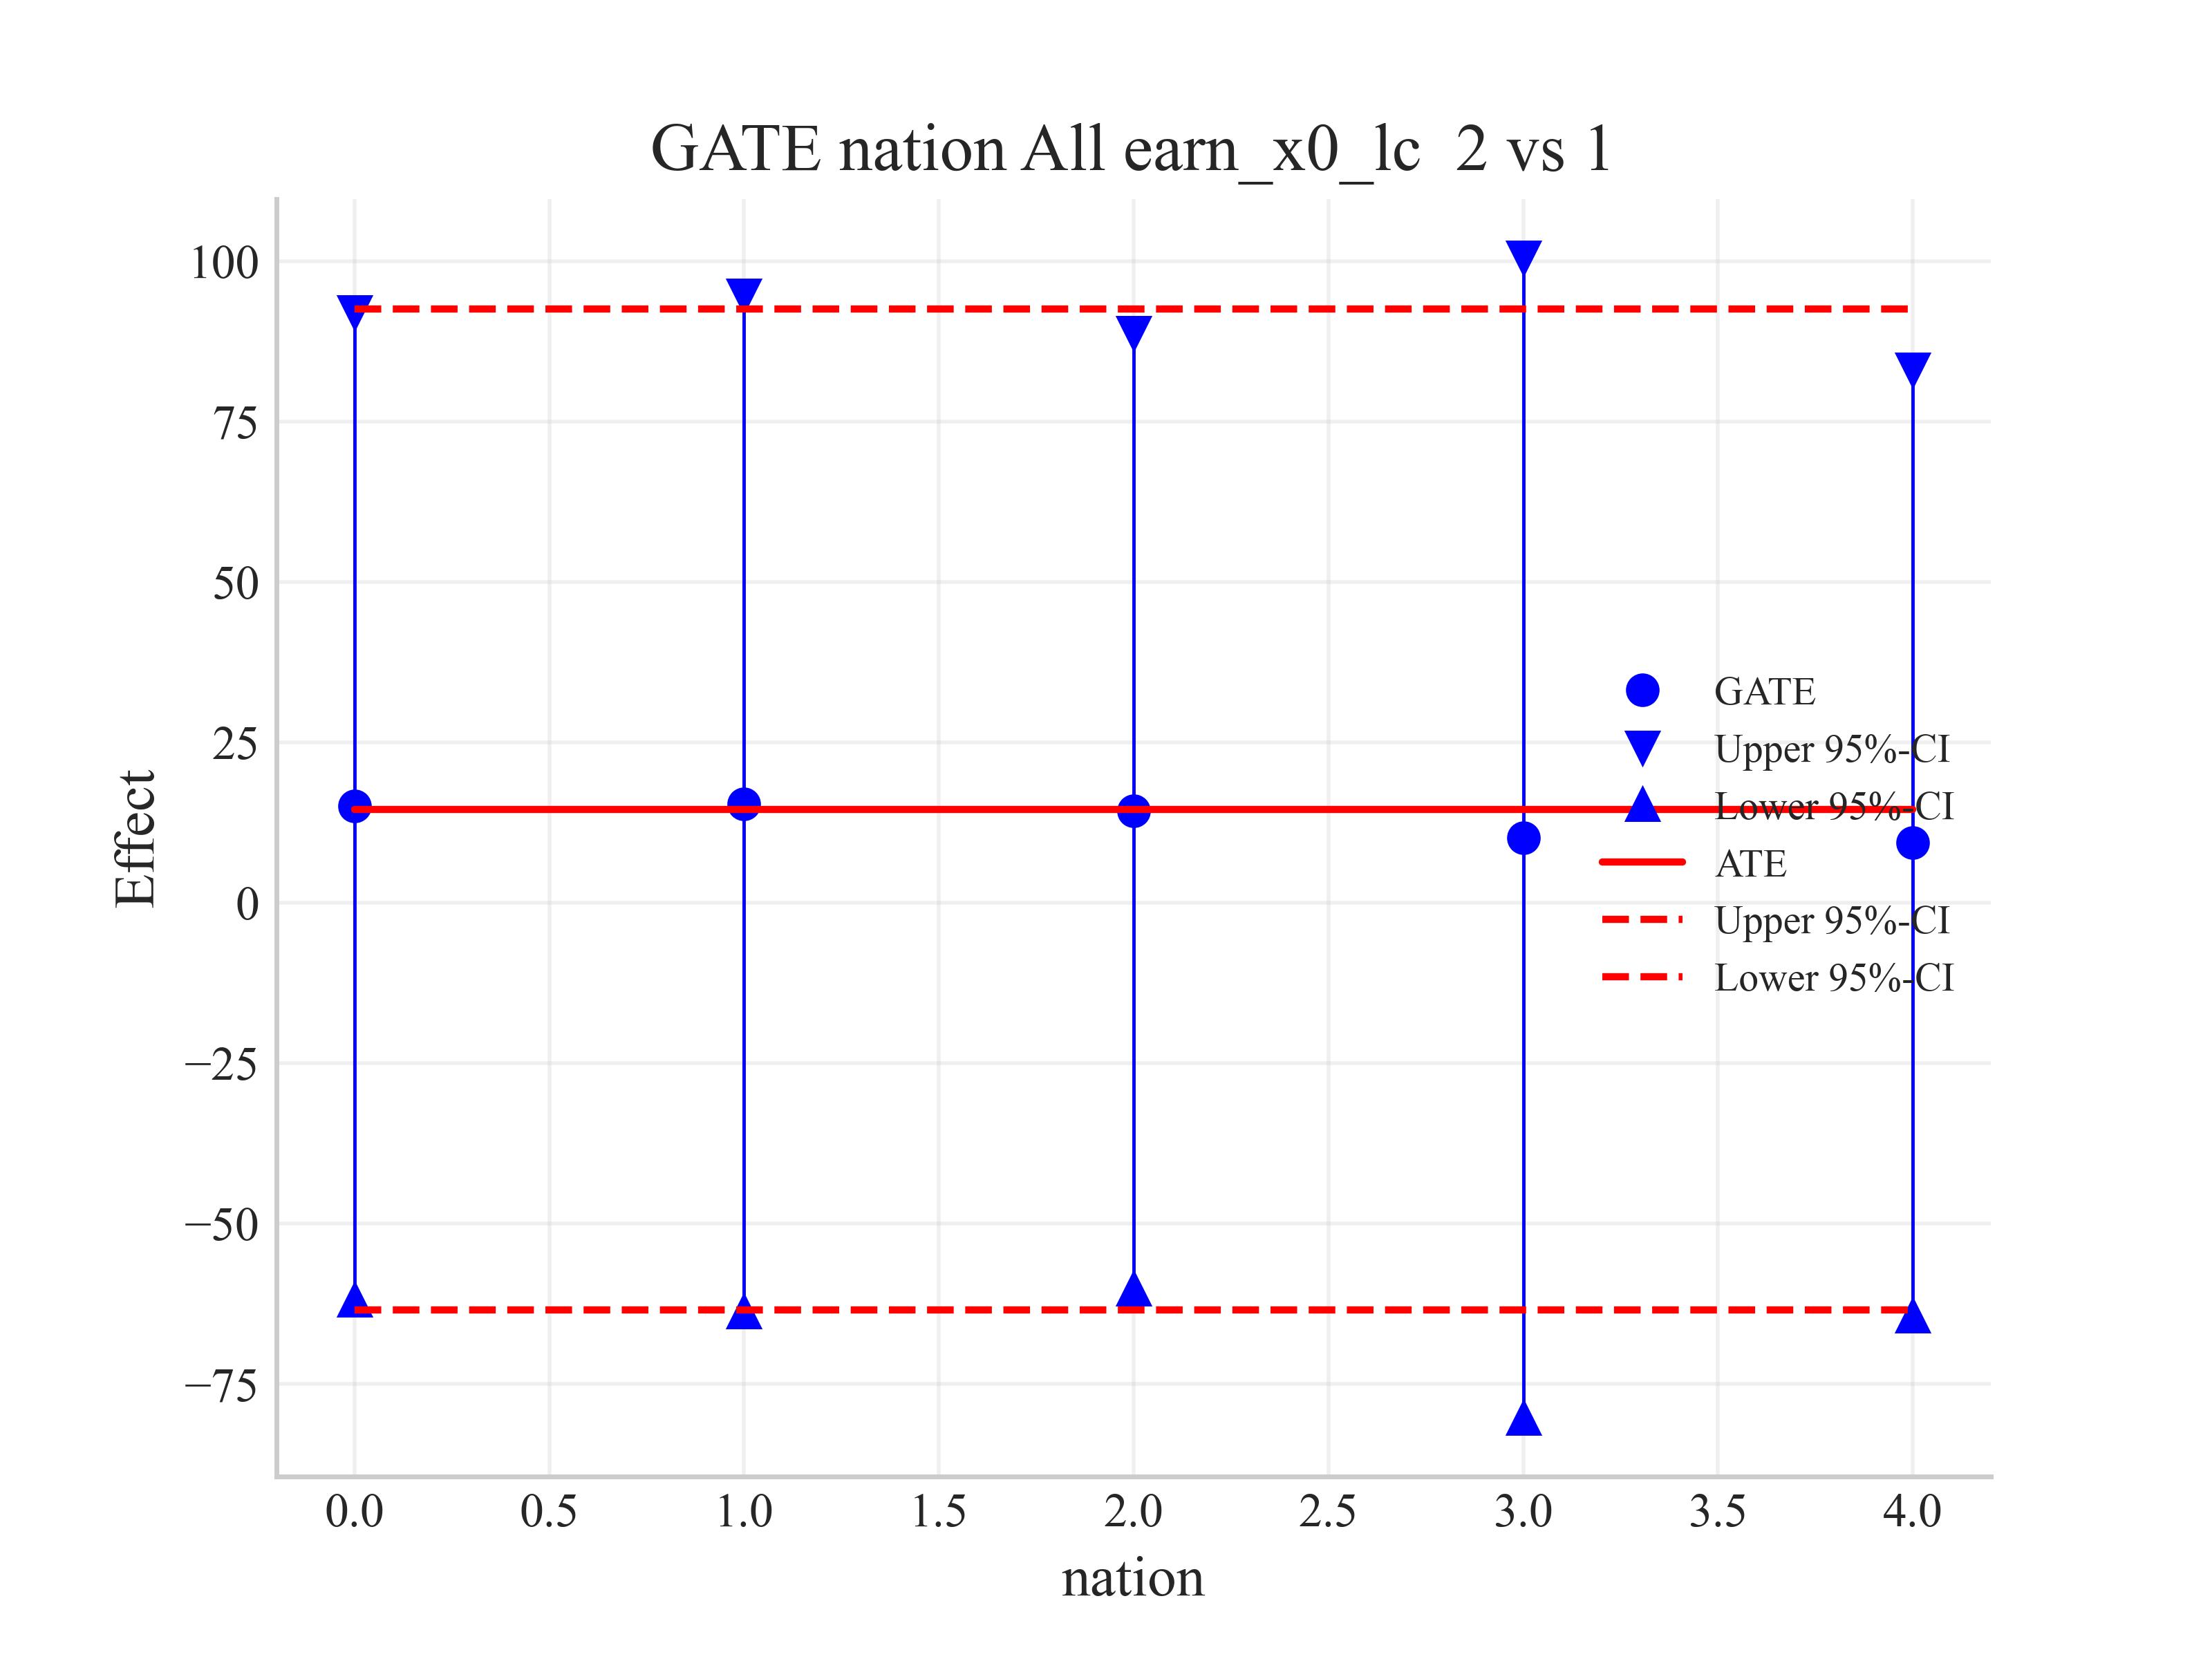 GATE nation All earn_x0_lc  2 vs 1
100
75
50
25
0
−25
−50
−75
Effect
GATE
Upper 95%-CI
Lower 95%-CI
ATE
Upper 95%-CI
Lower 95%-CI
0.0 0.5 1.0 1.5 2.0 2.5 3.0 3.5 4.0
nation